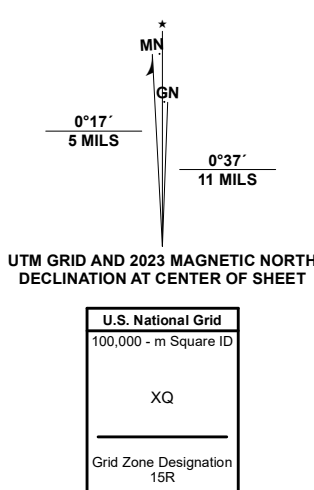 ★
MN
GN
0°17´
5 MILS
0°37´
11 MILS
UTM GRID AND 2023 MAGNETIC NORTH
DECLINATION AT CENTER OF SHEET
U.S. National Grid
100,000 - m Square ID
XQ
Grid Zone Designation
15R